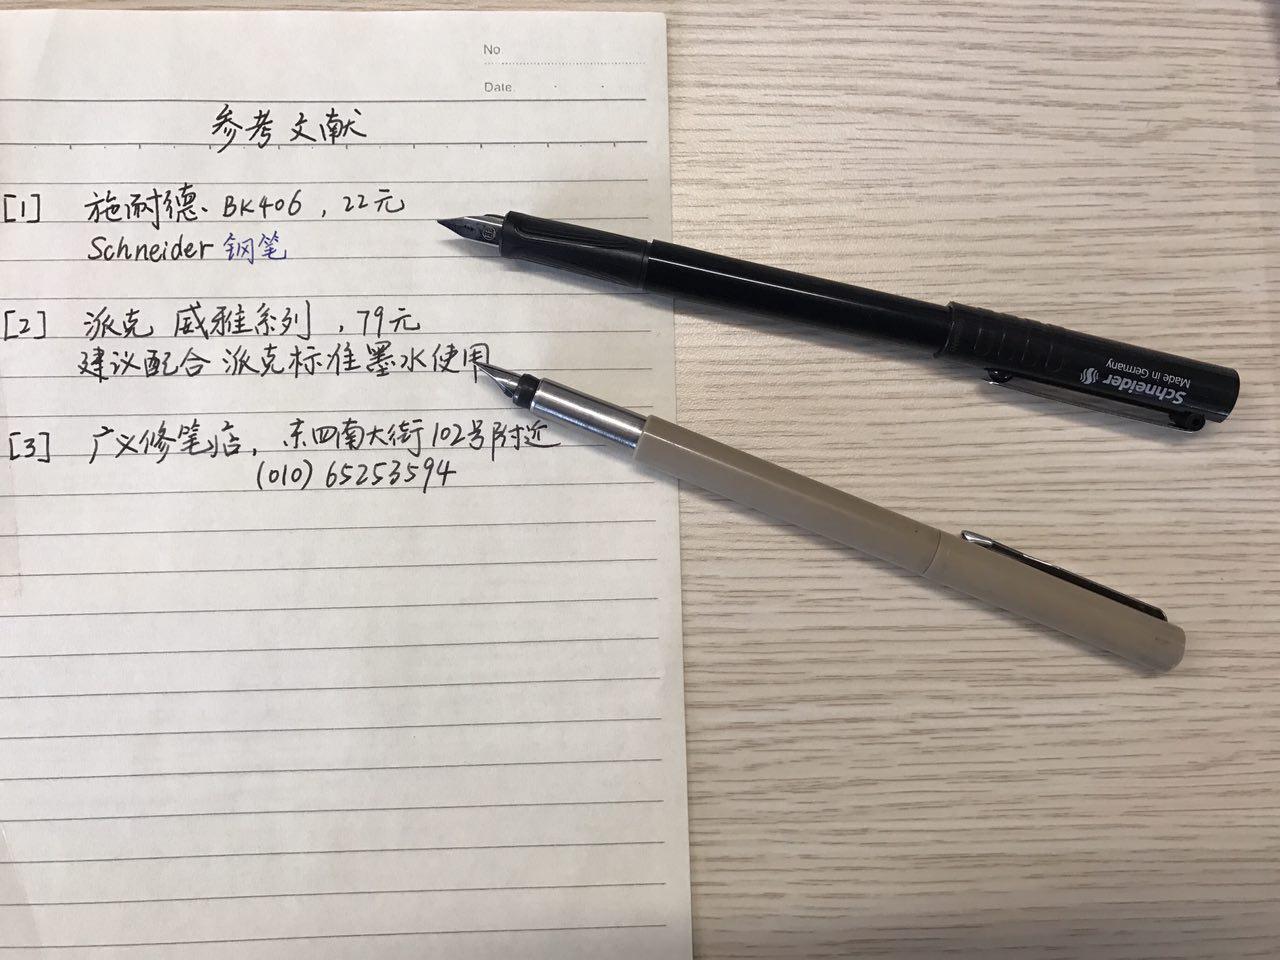 No
Date
参考文献
[1] 施耐德. BK406, 22元
Schneider 钢笔
[2] 派克 威雅系列, 79元
建议配合 派克标准墨水使用
[3] 广义修笔店, 东四南大街102号附近
(010) 65253594
Schneider
Made in Germany